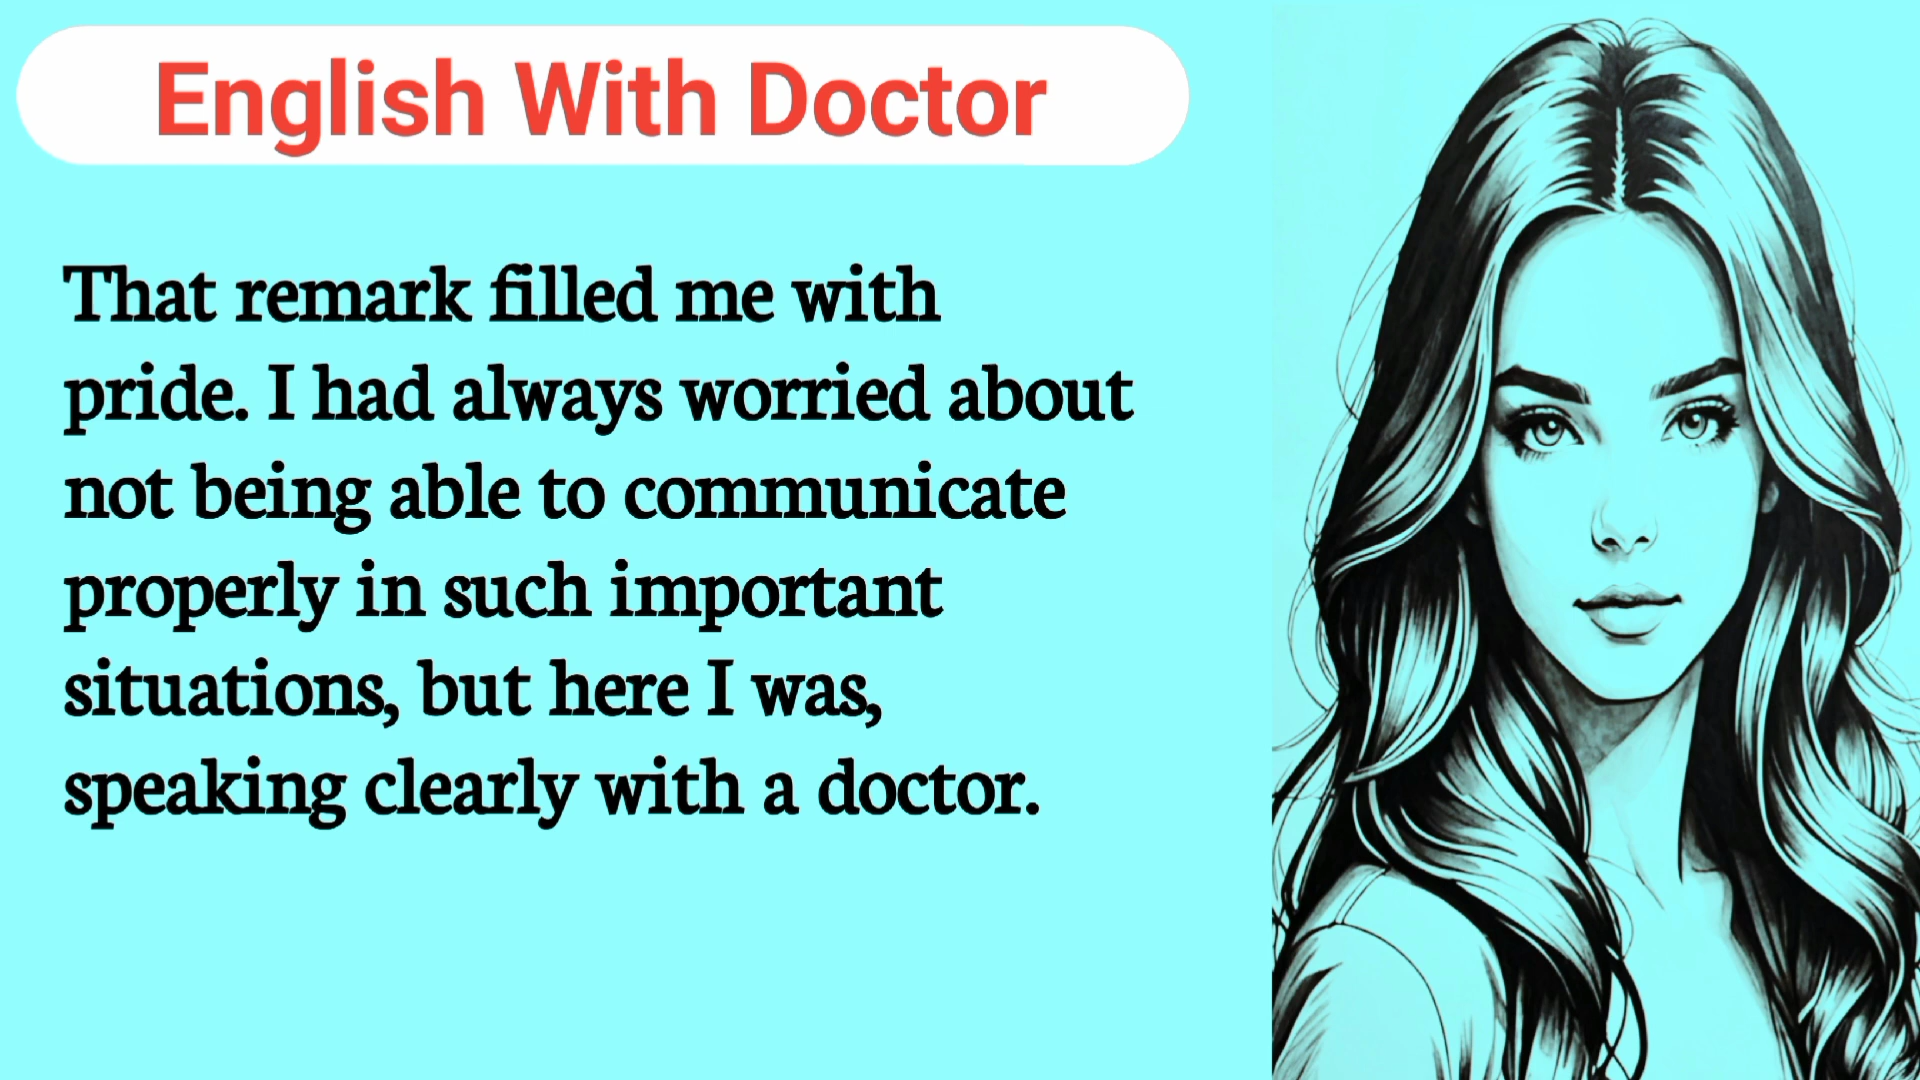 English With Doctor
That remark filled me with
pride. I had always worried about
not being able to communicate
properly in such important
situations, but here I was,
speaking clearly with a doctor.